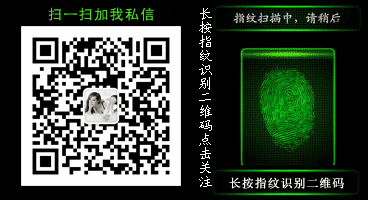 扫一扫加我私信
长按指纹识别二维码点击关注
指纹扫描中，请稍后
长按指纹识别二维码